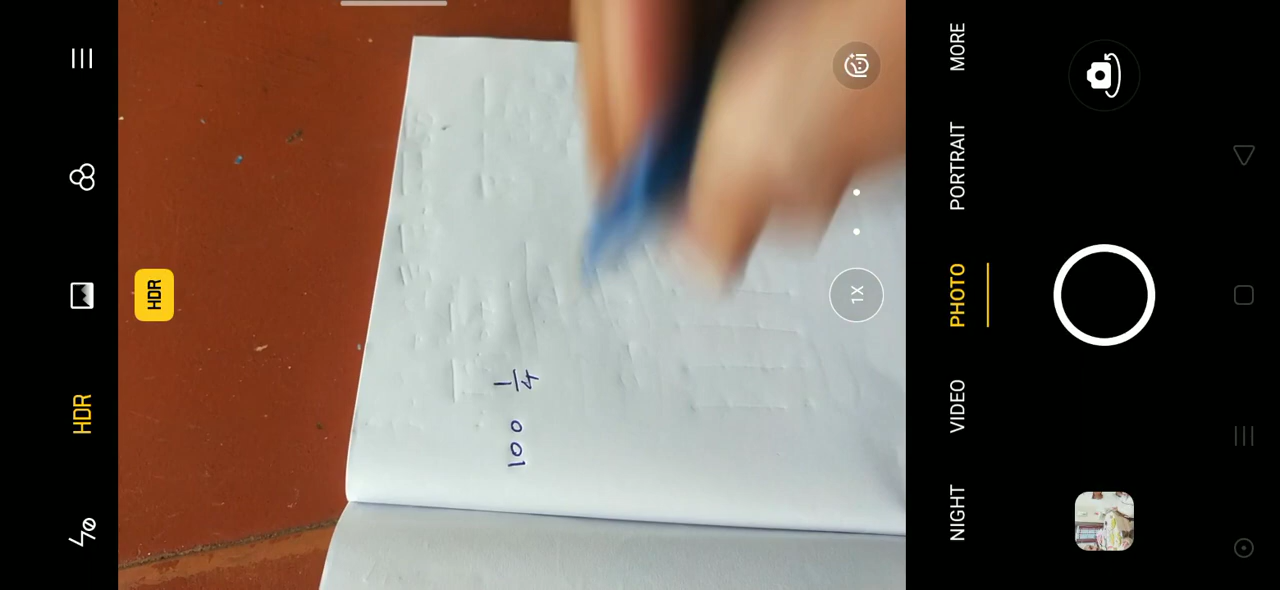 HDR
HDR
100 1/4
1X
NIGHT VIDEO PHOTO PORTRAIT MORE